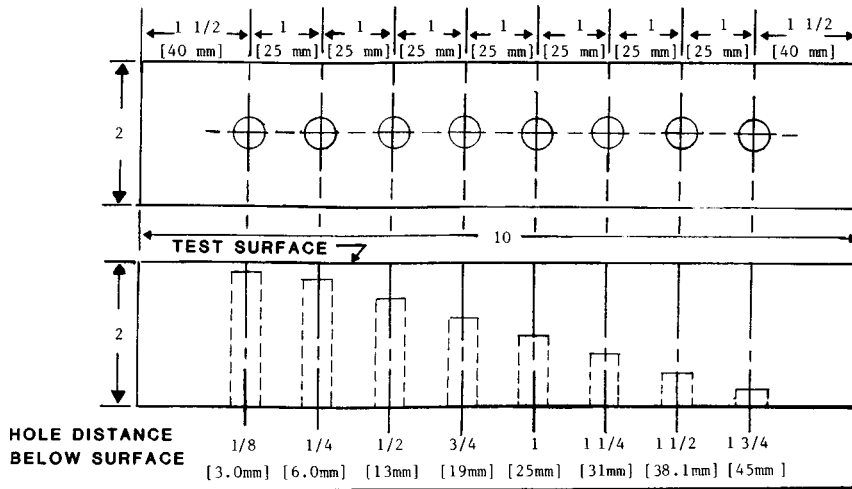 1 1/2 1 1 1 1 1 1 1 1 1/2
[40 mm] [25 mm] [25 mm] [25 mm] [25 mm] [25 mm] [25 mm] [25 mm] [40 mm]
2
10
TEST SURFACE
2
HOLE DISTANCE
BELOW SURFACE
1/8 1/4 1/2 3/4 1 1 1/4 1 1/2 1 3/4
[3.0mm] [6.0mm] [13mm] [19mm] [25mm] [31mm] [38.1mm] [45mm ]